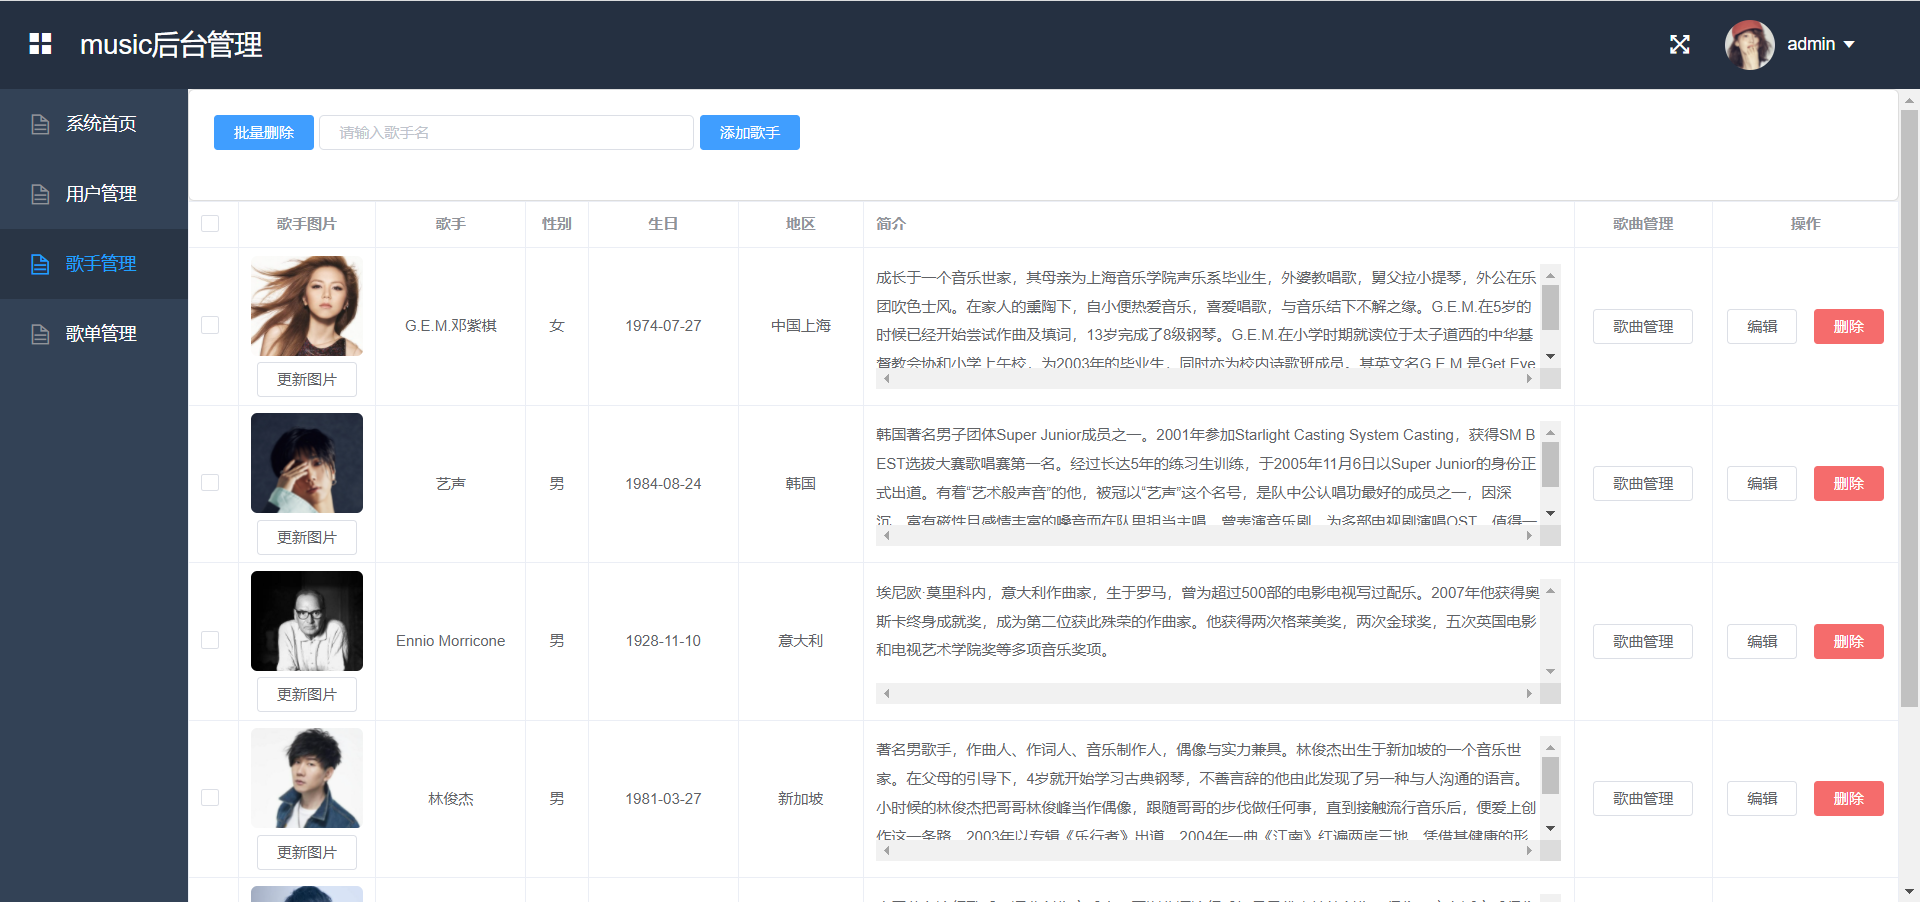 music后台管理
admin
系统首页
用户管理
歌手管理
歌单管理
批量删除
请输入歌手名
添加歌手
歌手图片
歌手
性别
生日
地区
简介
歌曲管理
操作
更新图片
G.E.M.邓紫棋
女
1974-07-27
中国上海
成长于一个音乐世家，其母亲为上海音乐学院声乐系毕业生，外婆教唱歌，舅父拉小提琴，外公在乐
团吹色士风。在家人的熏陶下，自小便热爱音乐，喜爱唱歌，与音乐结下不解之缘。G.E.M.在5岁的
时候已经开始尝试作曲及填词，13岁完成了8级钢琴。G.E.M.在小学时期就读位于太子道西的中华基
督教会协和小学上午校，为2003年的毕业生，同时亦为校内诗歌班成员。其英文名G.E.M.是Get Eve
歌曲管理
编辑
删除
更新图片
艺声
男
1984-08-24
韩国
韩国著名男子团体Super Junior成员之一。2001年参加Starlight Casting System Casting，获得SM B
EST选拔大赛歌唱赛第一名。经过长达5年的练习生训练，于2005年11月6日以Super Junior的身份正
式出道。有着“艺术般声音”的他，被冠以“艺声”这个名号，是队中公认唱功最好的成员之一，因深
沉、富有磁性且感情丰富的嗓音而在队里担当主唱。曾表演音乐剧，为多部电视剧演唱OST，值得一
歌曲管理
编辑
删除
更新图片
Ennio Morricone
男
1928-11-10
意大利
埃尼欧·莫里科内，意大利作曲家，生于罗马，曾为超过500部的电影电视写过配乐。2007年他获得奥
斯卡终身成就奖，成为第二位获此殊荣的作曲家。他获得两次格莱美奖，两次金球奖，五次英国电影
和电视艺术学院奖等多项音乐奖项。
歌曲管理
编辑
删除
更新图片
林俊杰
男
1981-03-27
新加坡
著名男歌手，作曲人、作词人、音乐制作人，偶像与实力兼具。林俊杰出生于新加坡的一个音乐世
家。在父母的引导下，4岁就开始学习古典钢琴，不善言辞的他由此发现了另一种与人沟通的语言。
小时候的林俊杰把哥哥林俊峰当作偶像，跟随哥哥的步伐做任何事，直到接触流行音乐后，便爱上创
作这一条路。2003年以专辑《乐行者》出道，2004年一曲《江南》红遍两岸三地，凭借其健康的形
歌曲管理
编辑
删除